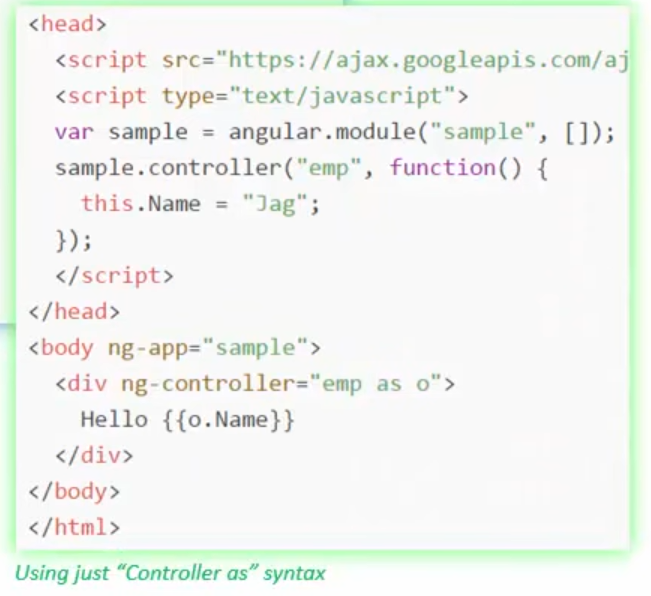 <head>
<script src="https://ajax.googleapis.com/aj
<script type="text/javascript">
var sample = angular.module("sample", []);
sample.controller("emp", function() {
this.Name = "Jag";
});
</script>
</head>
<body ng-app="sample">
<div ng-controller="emp as o">
Hello {{o.Name}}
</div>
</body>
</html>
Using just “Controller as” syntax